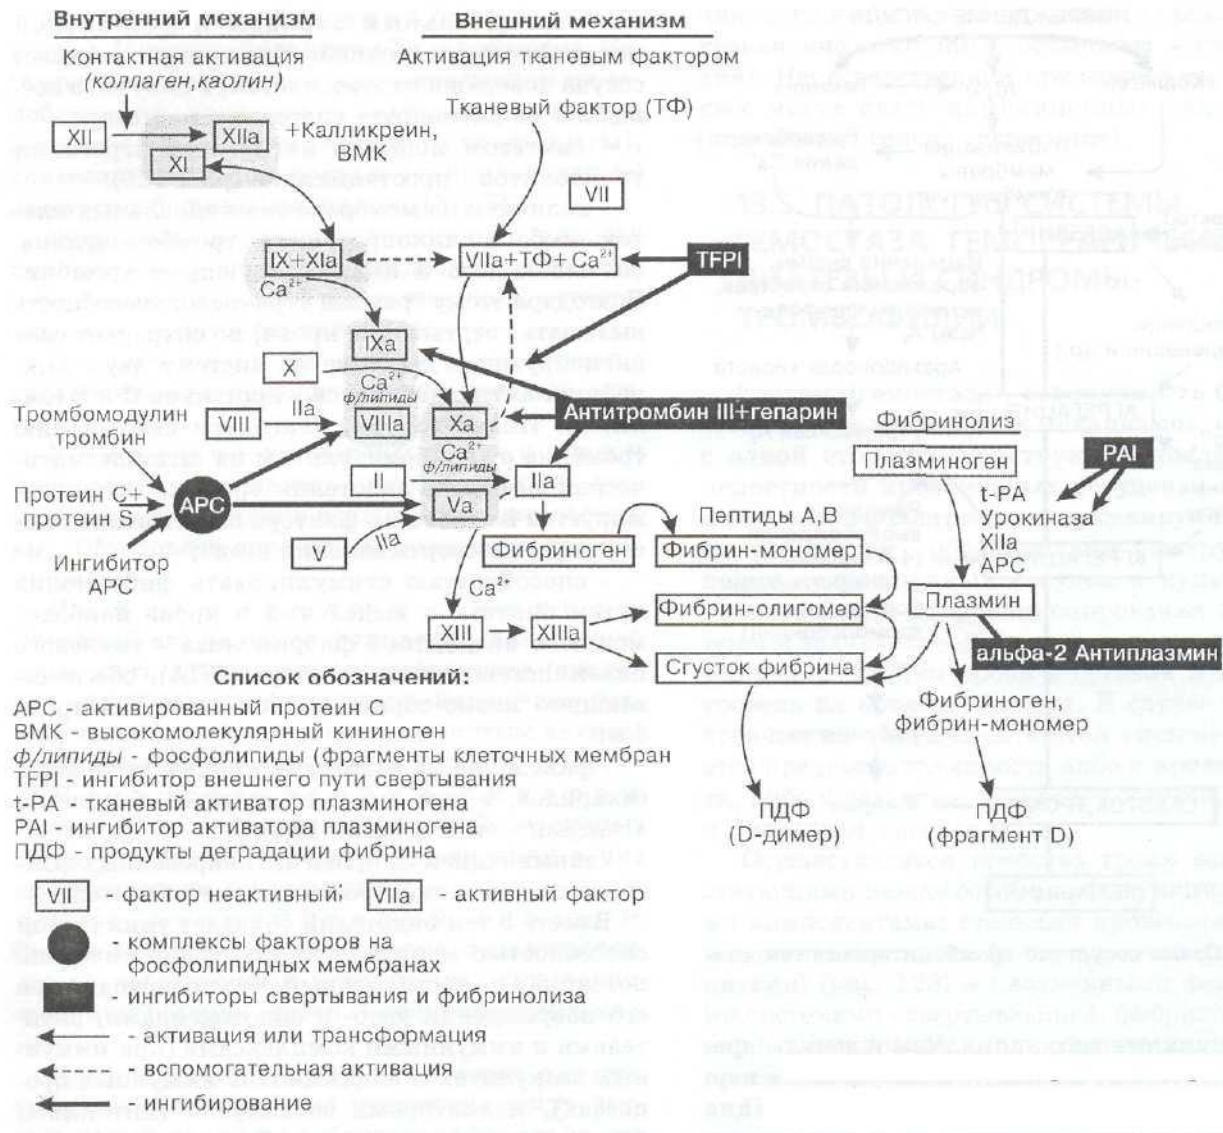 Внутренний механизм
Контактная активация
(коллаген, каолин)
Внешний механизм
Активация тканевым фактором
Тканевый фактор (ТФ)
XII
XIIa
+Калликреин,
ВМК
XI
VII
IX+XIa
Ca²⁺
VIIa+ТФ+Ca²⁺
TFPI
IXa
X
Ca²⁺
ф/липиды
VIII
IIa
VIIIa
Xa
Антитромбин III+гепарин
Ca²⁺
ф/липиды
II
IIa
Va
V
IIa
Тромбомодулин
тромбин
Протеин С+
протеин S
АРС
Ингибитор
АРС
Фибриноген
Ca²⁺
XIII
XIIIa
Пептиды А,В
Фибрин-мономер
Фибрин-олигомер
Сгусток фибрина
ПДФ
(D-димер)
Фибринолиз
Плазминоген
PAI
t-PA
Урокиназа
XIIa
АРС
Плазмин
альфа-2 Антиплазмин
Фибриноген,
фибрин-мономер
ПДФ
(фрагмент D)
Список обозначений:
АРС - активированный протеин С
ВМК - высокомолекулярный кининоген
ф/липиды - фосфолипиды (фрагменты клеточных мембран
TFPI - ингибитор внешнего пути свертывания
t-PA - тканевый активатор плазминогена
PAI - ингибитор активатора плазминогена
ПДФ - продукты деградации фибрина
VII - фактор неактивный; VIIa - активный фактор
- комплексы факторов на
фосфолипидных мембранах
- ингибиторы свертывания и фибринолиза
- активация или трансформация
- вспомогательная активация
- ингибирование